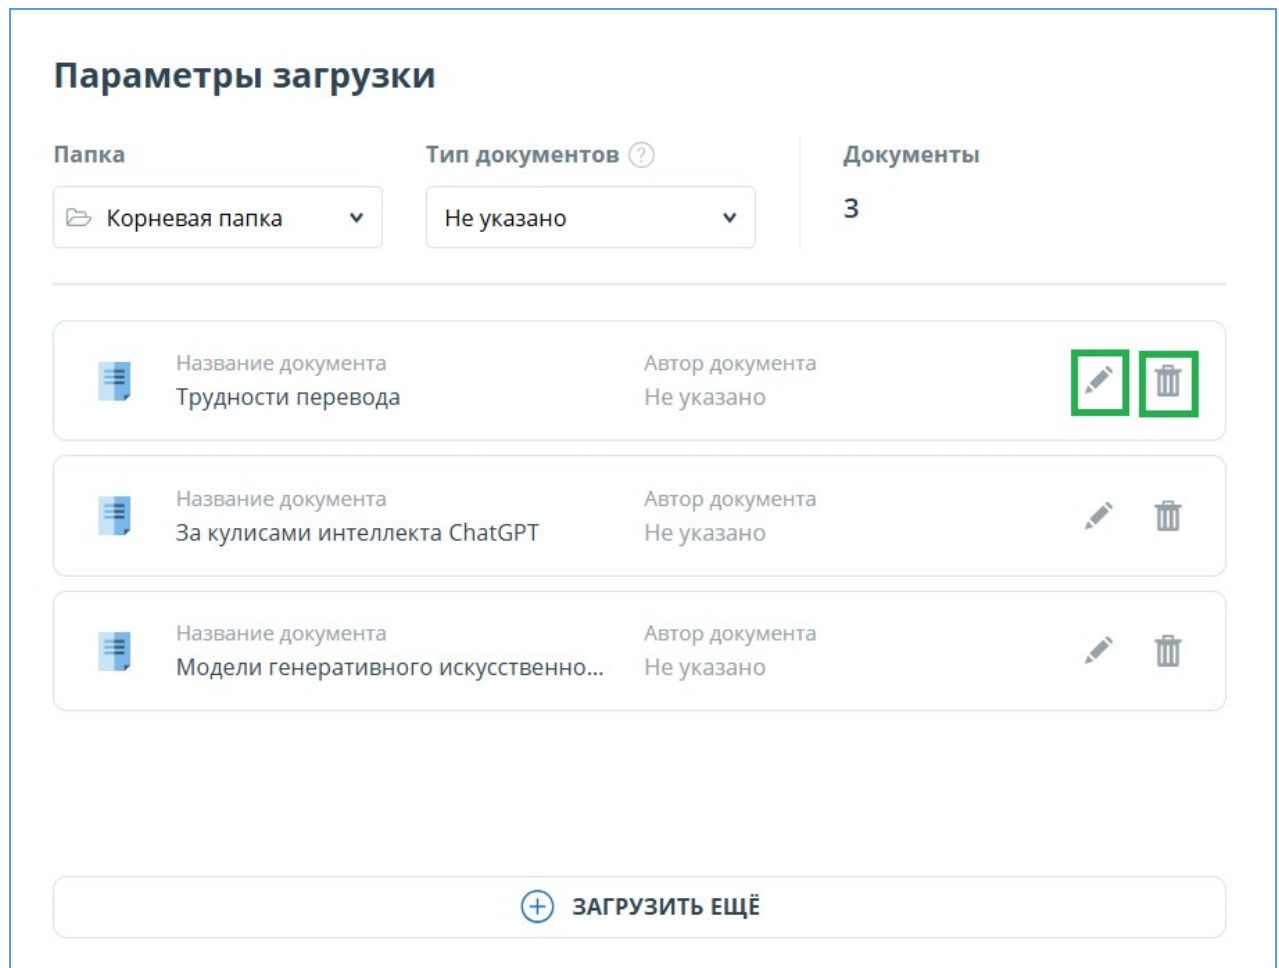 Параметры загрузки
Папка
Тип документов ?
Документы
Корневая папка
Не указано
3
Название документа
Автор документа
Трудности перевода
Не указано
Название документа
Автор документа
За кулисами интеллекта ChatGPT
Не указано
Название документа
Автор документа
Модели генеративного искусственно...
Не указано
ЗАГРУЗИТЬ ЕЩЁ